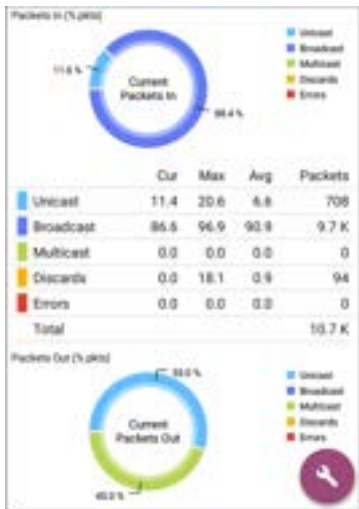 Packets In (% pkts)
11.6 %
Current
Packets In
88.4 %
Unicast
Broadcast
Multicast
Discards
Errors
Cur Max Avg Packets
Unicast 11.4 20.6 6.6 708
Broadcast 86.6 96.9 90.9 9.7 K
Multicast 0.0 0.0 0.0 0
Discards 0.0 18.1 0.9 94
Errors 0.0 0.0 0.0 0
Total 10.7 K
Packets Out (% pkts)
Current
Packets Out
Unicast
Broadcast
Multicast
Discards
Errors